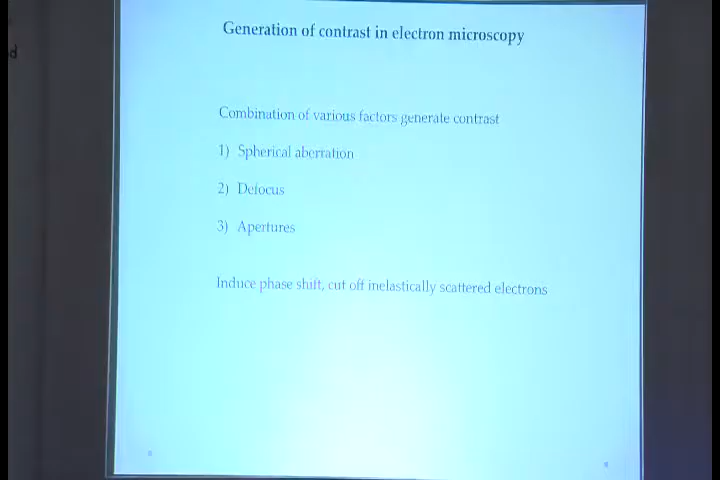 Generation of contrast in electron microscopy
Combination of various factors generate contrast
1) Spherical aberration
2) Defocus
3) Apertures
Induce phase shift, cut off inelastically scattered electrons